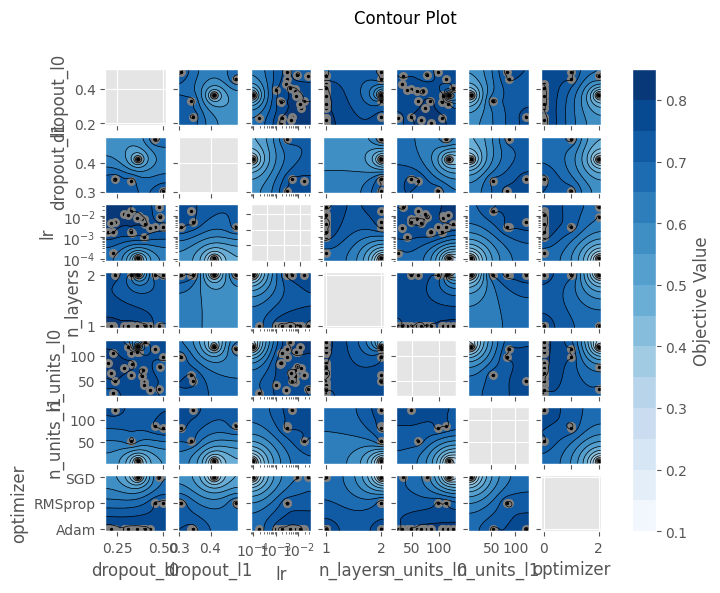 Contour Plot
dropout_l0
0.4
0.2
dropout_l1
0.4
0.3
lr
10⁻²
10⁻³
10⁻⁴
n_layers
2
1
n_units_l0
100
50
n_units_l1
100
50
optimizer
SGD
RMSprop
Adam
0.25 0.50 0.3 0.4 10⁻⁴ 10⁻³ 10⁻² 1 2 50 100 50 100 0 2
dropout_l0 dropout_l1 lr n_layers n_units_l0 n_units_l1 optimizer
0.8
0.7
0.6
0.5
0.4
0.3
0.2
0.1
Objective Value